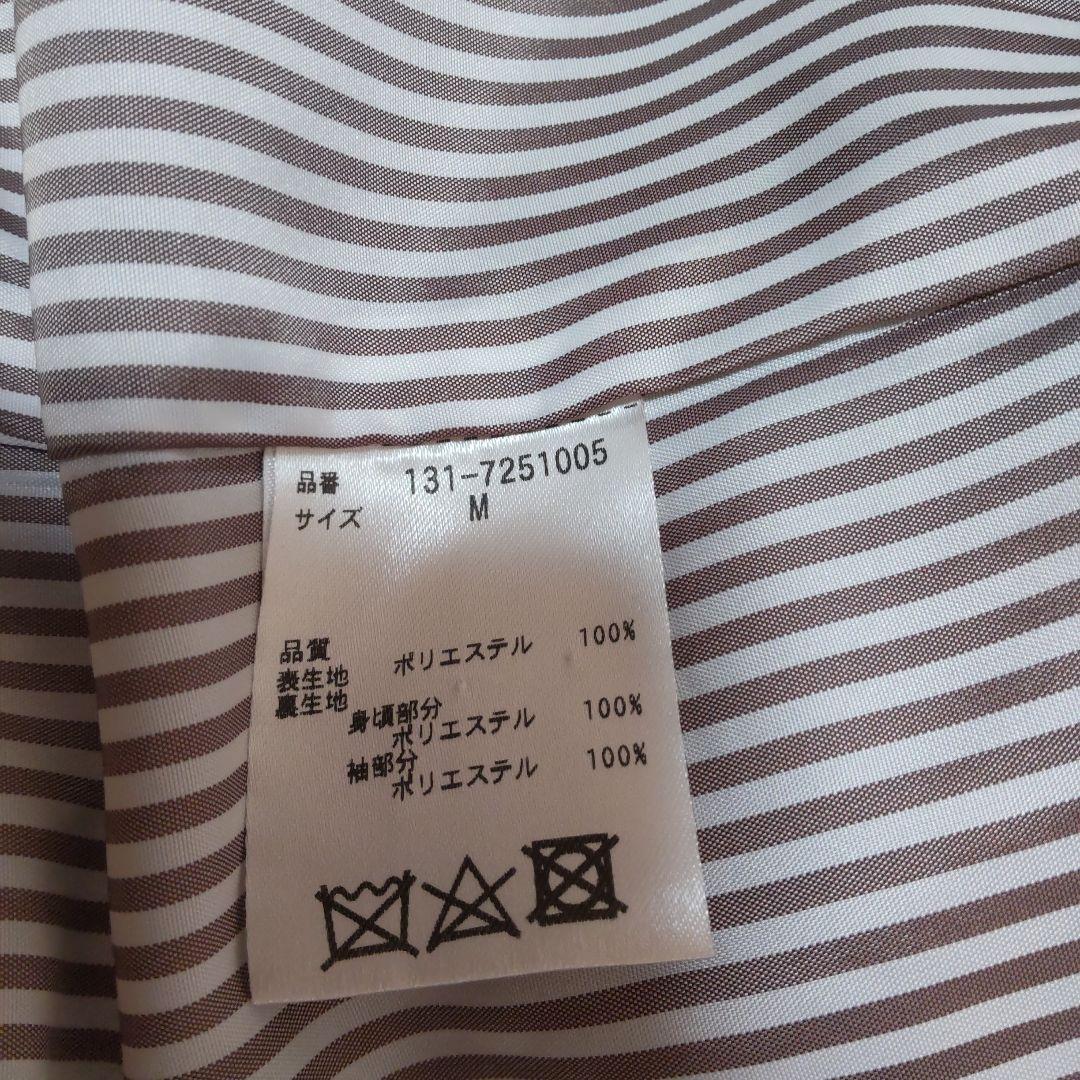 品番 131-7251005
サイズ M
品質
表生地 ポリエステル 100%
裏生地
身頃部分
ポリエステル 100%
袖部分
ポリエステル 100%